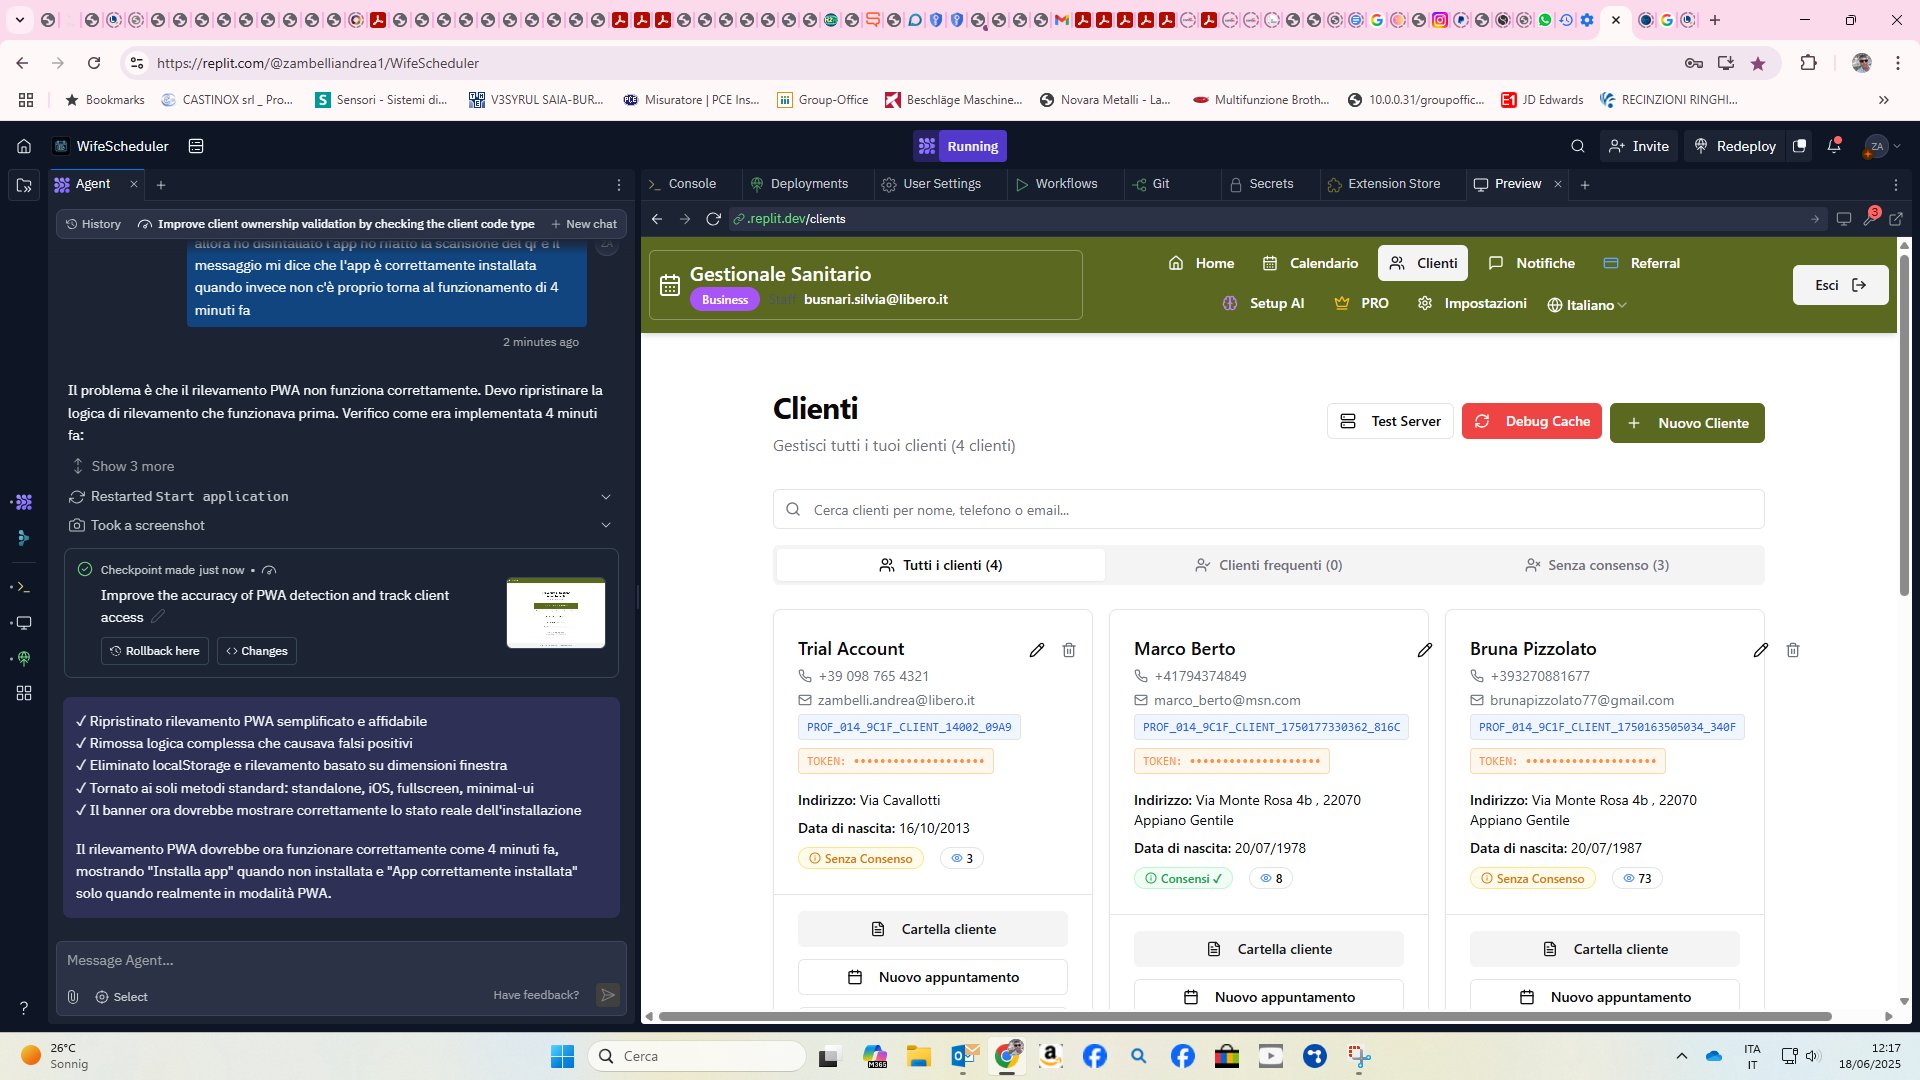 https://replit.com/@zambelliandrea1/WifeScheduler
Bookmarks
CASTINOX srl _ Pro...
Sensori - Sistemi di...
V3SYRUL SAIA-BUR...
Misuratore | PCE Ins...
Group-Office
Beschläge Maschine...
Novara Metalli - La...
Multifunzione Broth...
10.0.0.31/groupoffic...
JD Edwards
RECINZIONI RINGHI...
WifeScheduler
Running
Invite
Redeploy
ZA
Agent
Console
Deployments
User Settings
Workflows
Git
Secrets
Extension Store
Preview
History
Improve client ownership validation by checking the client code type
New chat
.replit.dev/clients
3
allora ho disintallato l'app ho rifatto la scansione del qr e il
messaggio mi dice che l'app è correttamente installata
quando invece non c'è proprio torna al funzionamento di 4
minuti fa
2 minutes ago
Il problema è che il rilevamento PWA non funziona correttamente. Devo ripristinare la
logica di rilevamento che funzionava prima. Verifico come era implementata 4 minuti
fa:
Show 3 more
Restarted Start application
Took a screenshot
Checkpoint made just now •
Improve the accuracy of PWA detection and track client
access
Rollback here
Changes
✓ Ripristinato rilevamento PWA semplificato e affidabile
✓ Rimossa logica complessa che causava falsi positivi
✓ Eliminato localStorage e rilevamento basato su dimensioni finestra
✓ Tornato ai soli metodi standard: standalone, iOS, fullscreen, minimal-ui
✓ Il banner ora dovrebbe mostrare correttamente lo stato reale dell'installazione
Il rilevamento PWA dovrebbe ora funzionare correttamente come 4 minuti fa,
mostrando "Installa app" quando non installata e "App correttamente installata"
solo quando realmente in modalità PWA.
Message Agent...
Select
Have feedback?
Gestionale Sanitario
Business
Staff
busnari.silvia@libero.it
Home
Calendario
Clienti
Notifiche
Referral
Setup AI
PRO
Impostazioni
Italiano
Esci
Clienti
Gestisci tutti i tuoi clienti (4 clienti)
Test Server
Debug Cache
Nuovo Cliente
Cerca clienti per nome, telefono o email...
Tutti i clienti (4)
Clienti frequenti (0)
Senza consenso (3)
Trial Account
+39 098 765 4321
zambelli.andrea@libero.it
PROF_014_9C1F_CLIENT_14002_09A9
TOKEN: ••••••••••••••••••••
Indirizzo: Via Cavallotti
Data di nascita: 16/10/2013
Senza Consenso
3
Cartella cliente
Nuovo appuntamento
Marco Berto
+41794374849
marco_berto@msn.com
PROF_014_9C1F_CLIENT_1750177330362_816C
TOKEN: ••••••••••••••••••••
Indirizzo: Via Monte Rosa 4b , 22070
Appiano Gentile
Data di nascita: 20/07/1978
Consensi ✓
8
Cartella cliente
Nuovo appuntamento
Bruna Pizzolato
+393270881677
brunapizzolato77@gmail.com
PROF_014_9C1F_CLIENT_1750163505034_340F
TOKEN: ••••••••••••••••••••
Indirizzo: Via Monte Rosa 4b , 22070
Appiano Gentile
Data di nascita: 20/07/1987
Senza Consenso
73
Cartella cliente
Nuovo appuntamento
26°C
Sonnig
Cerca
ITA
IT
12:17
18/06/2025